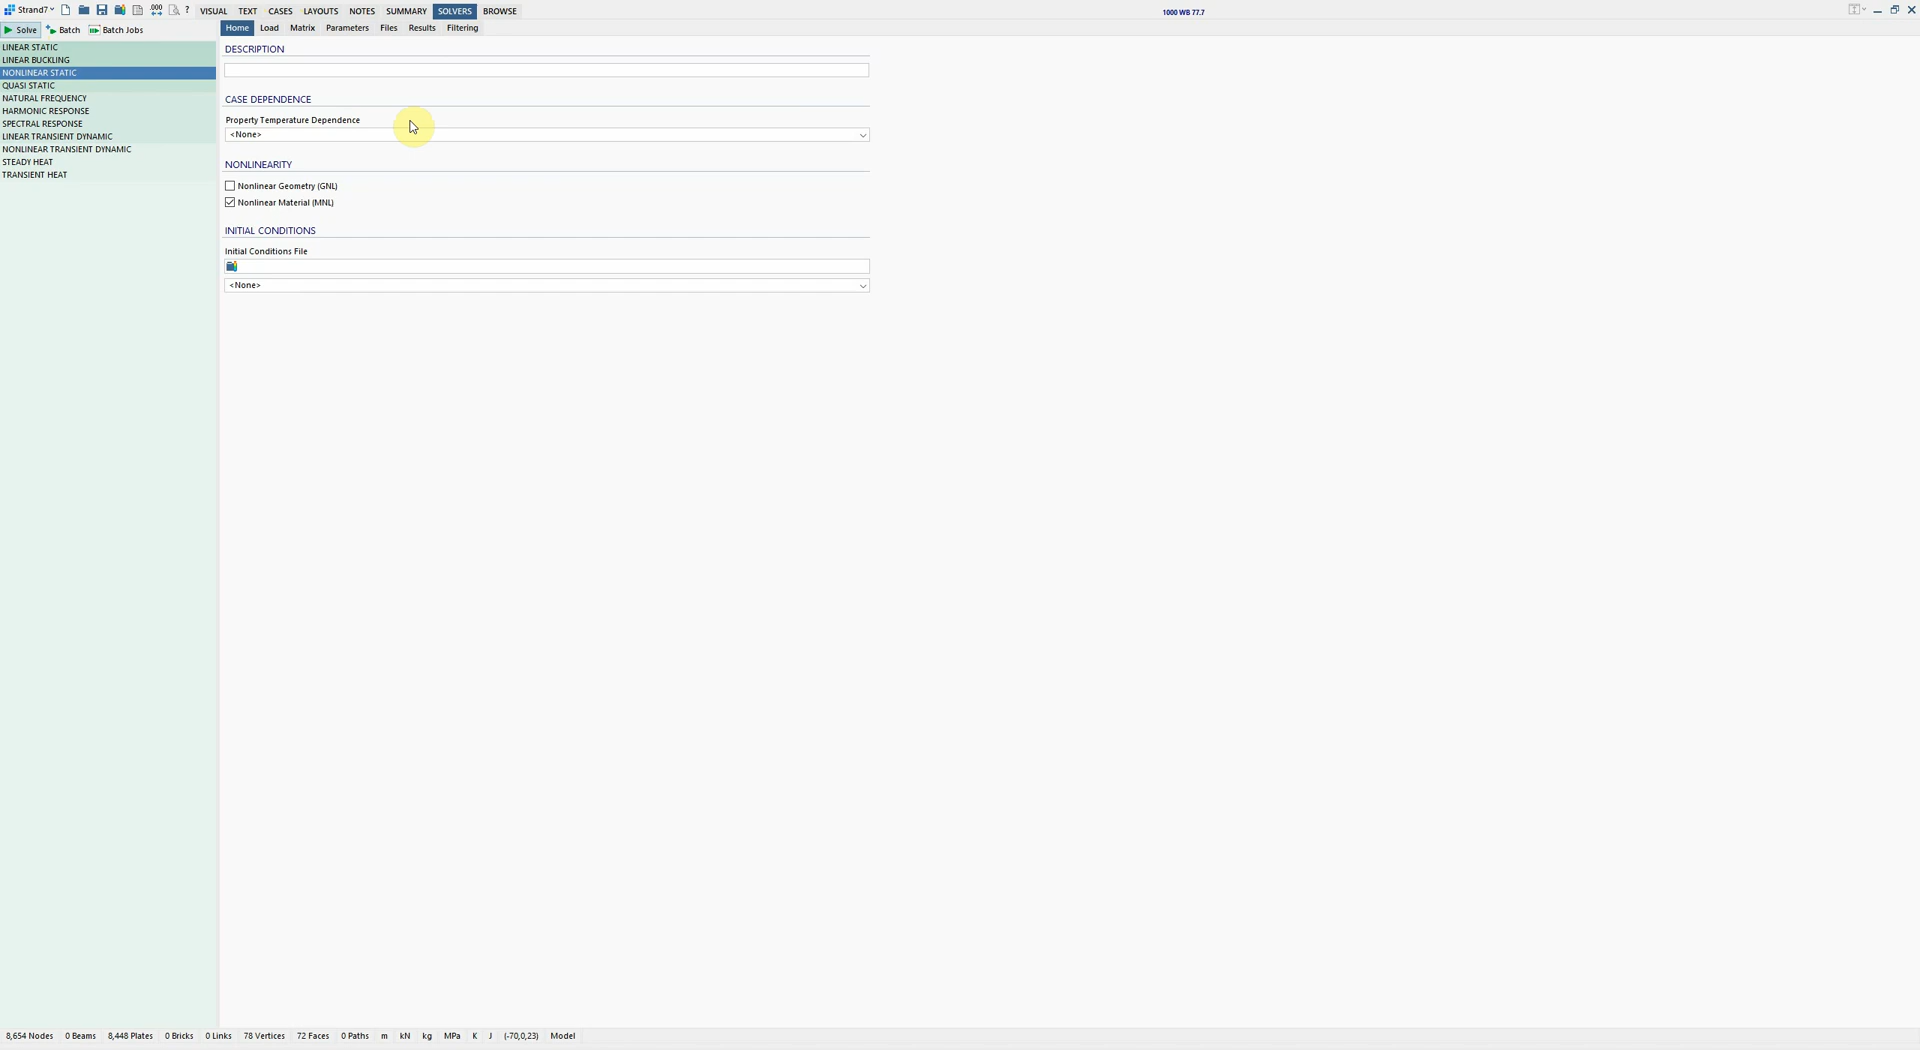 Strand7 .000 ? VISUAL TEXT CASES LAYOUTS NOTES SUMMARY SOLVERS BROWSE 1000 WB 77.7
Solve Batch Batch Jobs Home Load Matrix Parameters Files Results Filtering
LINEAR STATIC
LINEAR BUCKLING
NONLINEAR STATIC
QUASI STATIC
NATURAL FREQUENCY
HARMONIC RESPONSE
SPECTRAL RESPONSE
LINEAR TRANSIENT DYNAMIC
NONLINEAR TRANSIENT DYNAMIC
STEADY HEAT
TRANSIENT HEAT
DESCRIPTION
CASE DEPENDENCE
Property Temperature Dependence
<None>
NONLINEARITY
Nonlinear Geometry (GNL)
Nonlinear Material (MNL)
INITIAL CONDITIONS
Initial Conditions File
<None>
8,654 Nodes 0 Beams 8,448 Plates 0 Bricks 0 Links 78 Vertices 72 Faces 0 Paths m kN kg MPa K J (-70,0,23) Model